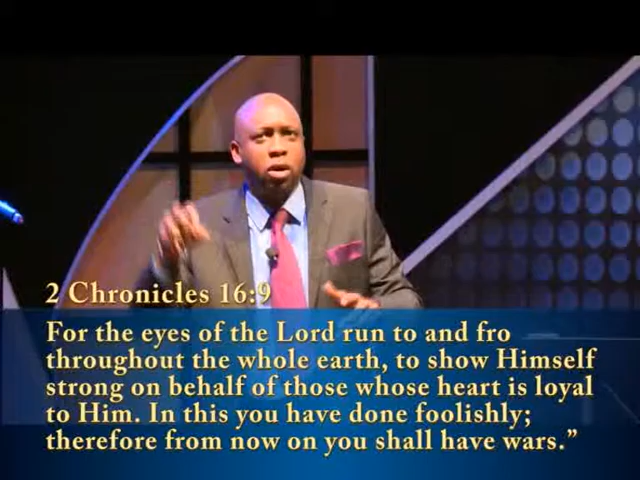 2 Chronicles 16:9
For the eyes of the Lord run to and fro
throughout the whole earth, to show Himself
strong on behalf of those whose heart is loyal
to Him. In this you have done foolishly;
therefore from now on you shall have wars.”